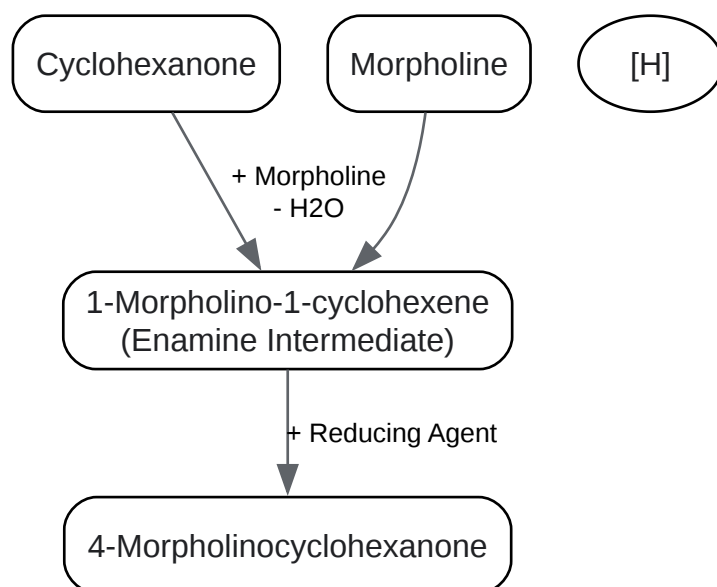 Cyclohexanone
Morpholine
[H]
+ Morpholine
- H2O
1-Morpholino-1-cyclohexene
(Enamine Intermediate)
+ Reducing Agent
4-Morpholinocyclohexanone